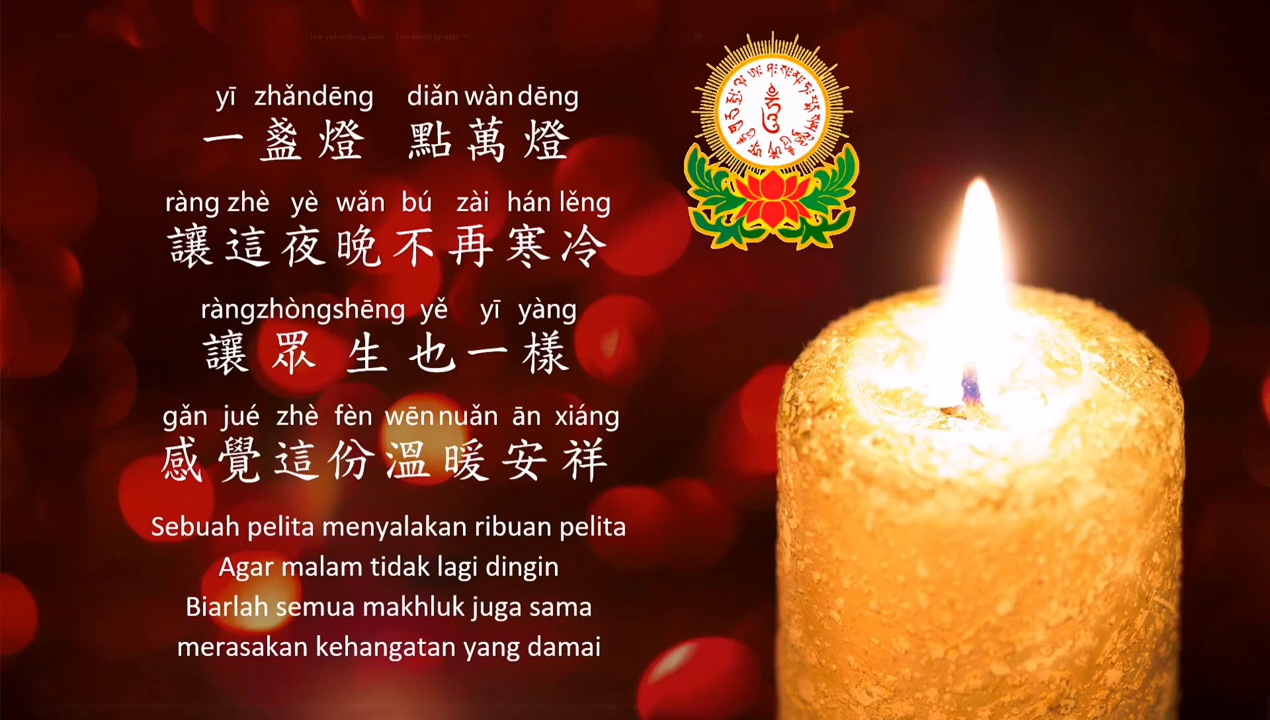 yī zhǎndēng diǎn wàn dēng
一盞燈 點萬燈
ràng zhè yè wǎn bú zài hán lěng
讓這夜晚不再寒冷
ràngzhòngshēng yě yī yàng
讓眾生也一樣
gǎn jué zhè fèn wēn nuǎn ān xiáng
感覺這份溫暖安祥
Sebuah pelita menyalakan ribuan pelita
Agar malam tidak lagi dingin
Biarlah semua makhluk juga sama
merasakan kehangatan yang damai